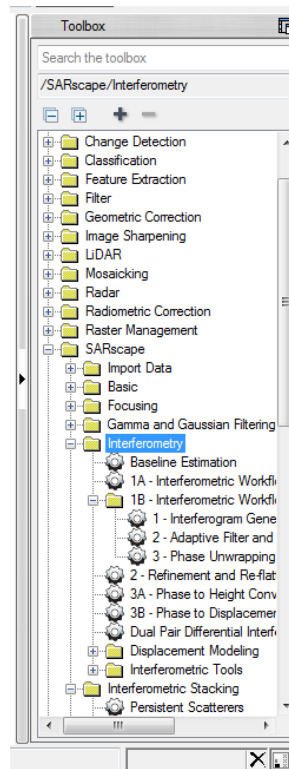 Toolbox
Search the toolbox
/SARscape/Interferometry
Change Detection
Classification
Feature Extraction
Filter
Geometric Correction
Image Sharpening
LiDAR
Mosaicking
Radar
Radiometric Correction
Raster Management
SARscape
Import Data
Basic
Focusing
Gamma and Gaussian Filtering
Interferometry
Baseline Estimation
1A - Interferometric Workfl
1B - Interferometric Workfl
1 - Interferogram Gene
2 - Adaptive Filter and
3 - Phase Unwrapping
2 - Refinement and Re-flat
3A - Phase to Height Conv
3B - Phase to Displacemer
Dual Pair Differential Interf
Displacement Modeling
Interferometric Tools
Interferometric Stacking
Persistent Scatterers